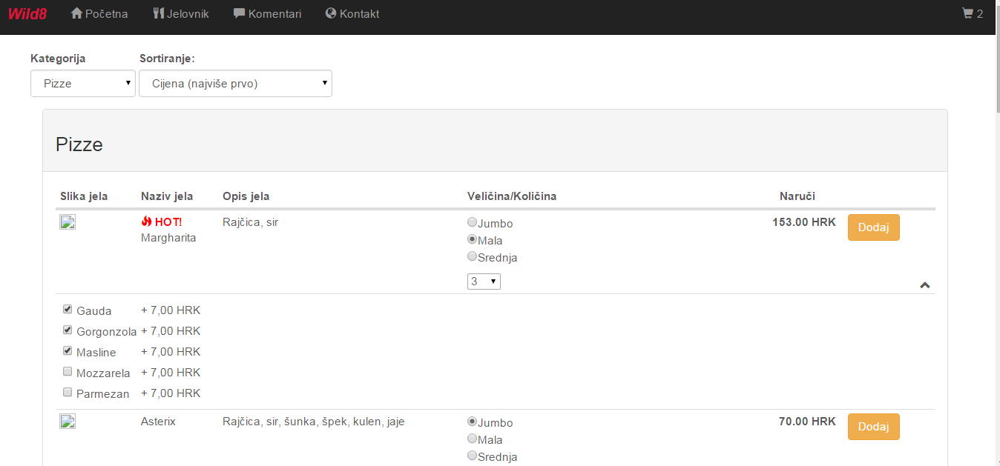 Wild8 Početna Jelovnik Komentari Kontakt 2
Kategorija Sortiranje:
Pizze Cijena (najviše prvo)
Pizze
Slika jela Naziv jela Opis jela Veličina/Količina Naruči
HOT! Rajčica, sir Jumbo 153.00 HRK Dodaj
Margharita Mala
Srednja
3
Gauda + 7,00 HRK
Gorgonzola + 7,00 HRK
Masline + 7,00 HRK
Mozzarela + 7,00 HRK
Parmezan + 7,00 HRK
Asterix Rajčica, sir, šunka, špek, kulen, jaje Jumbo 70.00 HRK Dodaj
Mala
Srednja